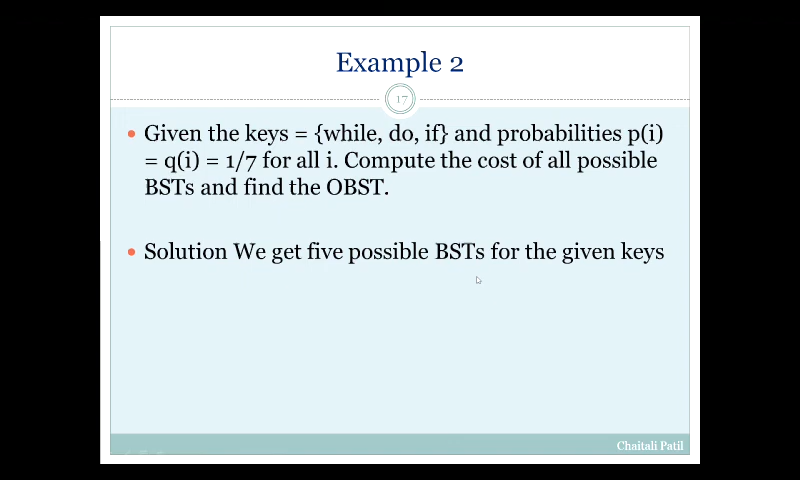 Example 2
17
• Given the keys = {while, do, if} and probabilities p(i)
= q(i) = 1/7 for all i. Compute the cost of all possible
BSTs and find the OBST.
• Solution We get five possible BSTs for the given keys
Chaitali Patil